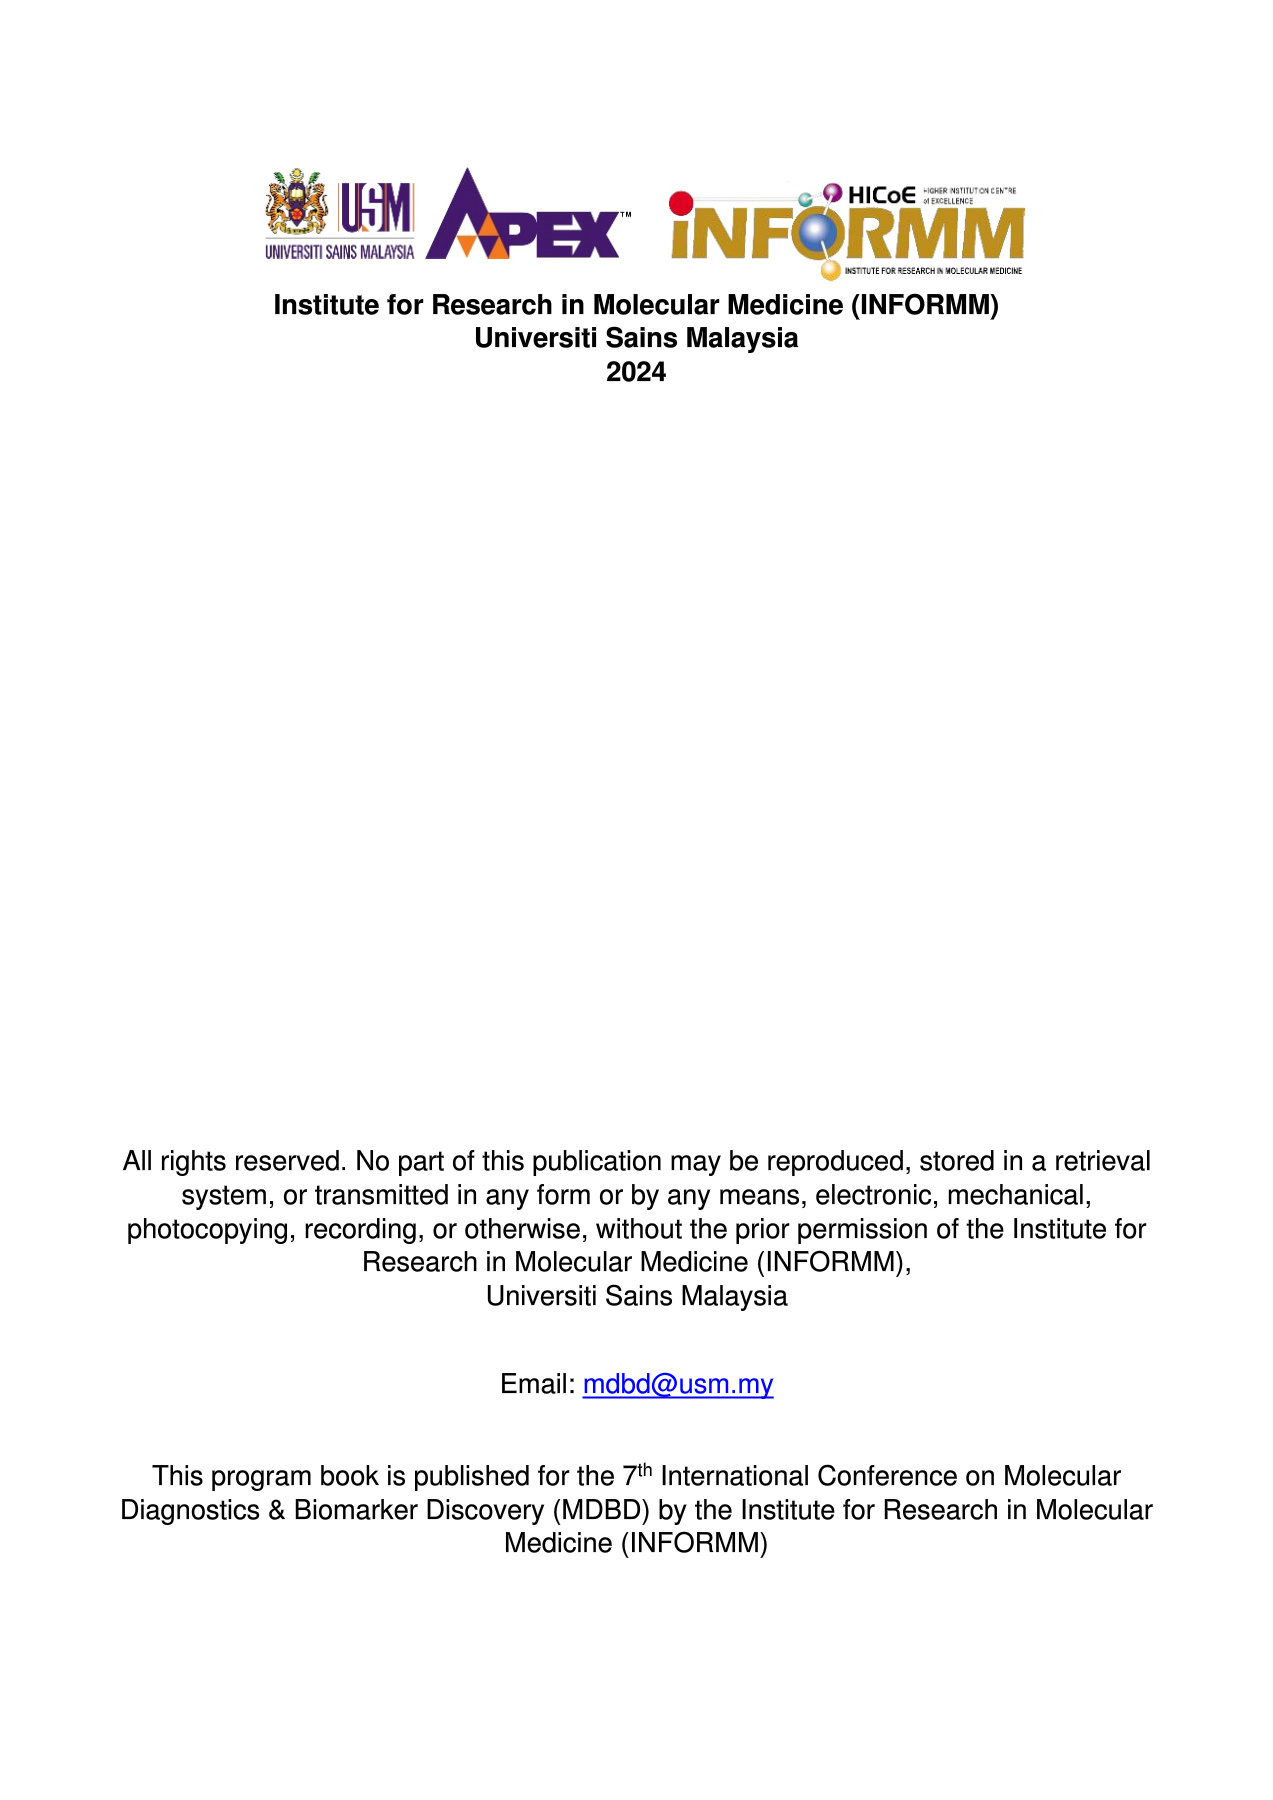 USM
UNIVERSITI SAINS MALAYSIA
APEX™
HICoE HIGHER INSTITUTION CENTRE
of EXCELLENCE
iNFORMM
INSTITUTE FOR RESEARCH IN MOLECULAR MEDICINE
Institute for Research in Molecular Medicine (INFORMM)
Universiti Sains Malaysia
2024
All rights reserved. No part of this publication may be reproduced, stored in a retrieval
system, or transmitted in any form or by any means, electronic, mechanical,
photocopying, recording, or otherwise, without the prior permission of the Institute for
Research in Molecular Medicine (INFORMM),
Universiti Sains Malaysia
Email: mdbd@usm.my
This program book is published for the 7th International Conference on Molecular
Diagnostics & Biomarker Discovery (MDBD) by the Institute for Research in Molecular
Medicine (INFORMM)